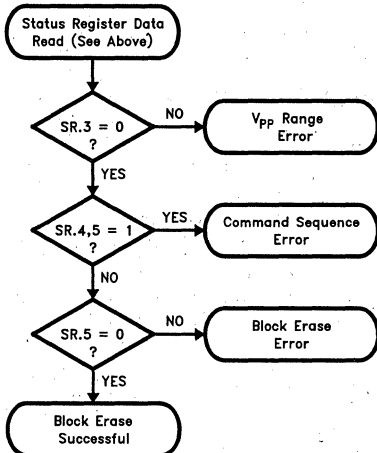 Status Register Data
Read (See Above)
SR.3 = 0
?
NO
VPP Range
Error
YES
SR.4,5 = 1
?
YES
Command Sequence
Error
NO
SR.5 = 0
?
NO
Block Erase
Error
YES
Block Erase
Successful